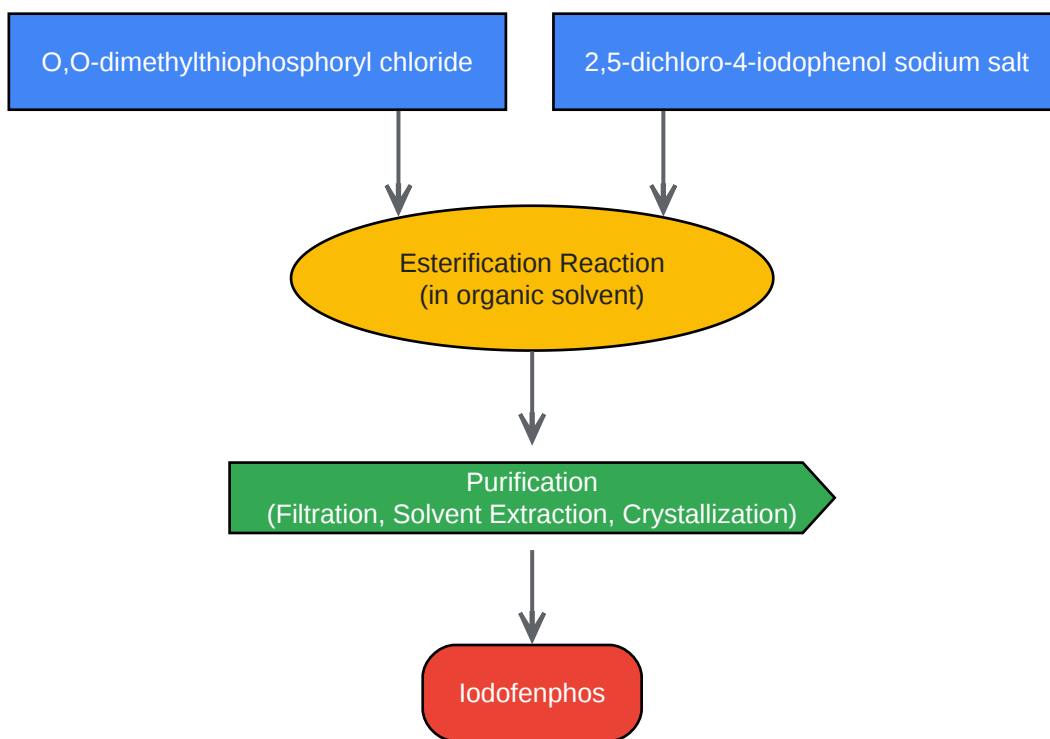 O,O-dimethylthiophosphoryl chloride
2,5-dichloro-4-iodophenol sodium salt
Esterification Reaction
(in organic solvent)
Purification
(Filtration, Solvent Extraction, Crystallization)
Iodofenphos